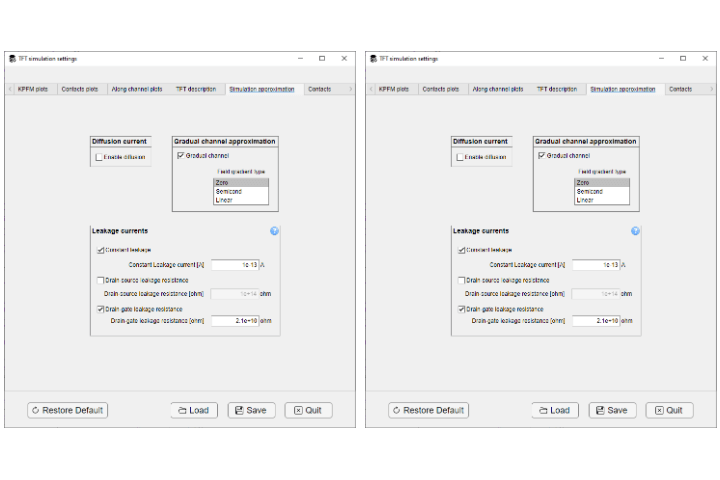 TFT simulation settings
KPFM plots Contacts plots Along channel plots TFT description Simulation approximation Contacts
Diffusion current
Enable diffusion
Gradual channel approximation
Gradual channel
Field gradient type
Zero
Semicond
Linear
Leakage currents
Constant leakage
Constant Leakage current [A] 1e-13 A
Drain-source leakage resistance
Drain-source leakage resistance [ohm] 1e+14 ohm
Drain-gate leakage resistance
Drain-gate leakage resistance [ohm] 2.1e+10 ohm
Restore Default Load Save Quit
TFT simulation settings
KPFM plots Contacts plots Along channel plots TFT description Simulation approximation Contacts
Diffusion current
Enable diffusion
Gradual channel approximation
Gradual channel
Field gradient type
Zero
Semicond
Linear
Leakage currents
Constant leakage
Constant Leakage current [A] 1e-13 A
Drain-source leakage resistance
Drain-source leakage resistance [ohm] 1e+14 ohm
Drain-gate leakage resistance
Drain-gate leakage resistance [ohm] 2.1e+10 ohm
Restore Default Load Save Quit